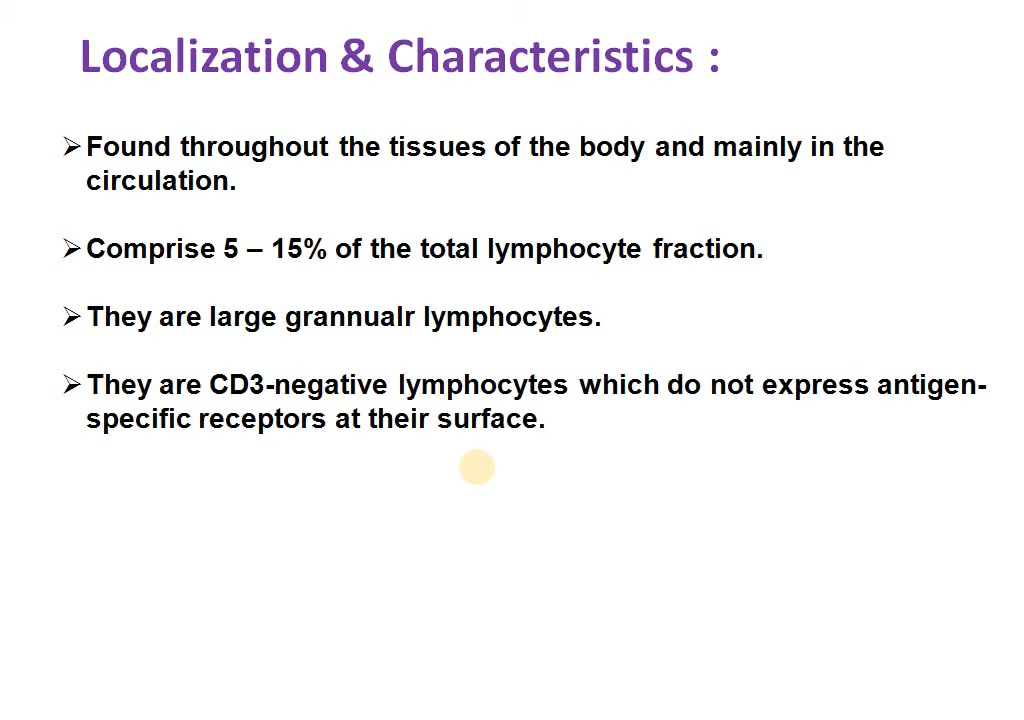 Localization & Characteristics :
➢Found throughout the tissues of the body and mainly in the
circulation.
➢Comprise 5 – 15% of the total lymphocyte fraction.
➢They are large grannualr lymphocytes.
➢They are CD3-negative lymphocytes which do not express antigen-
specific receptors at their surface.